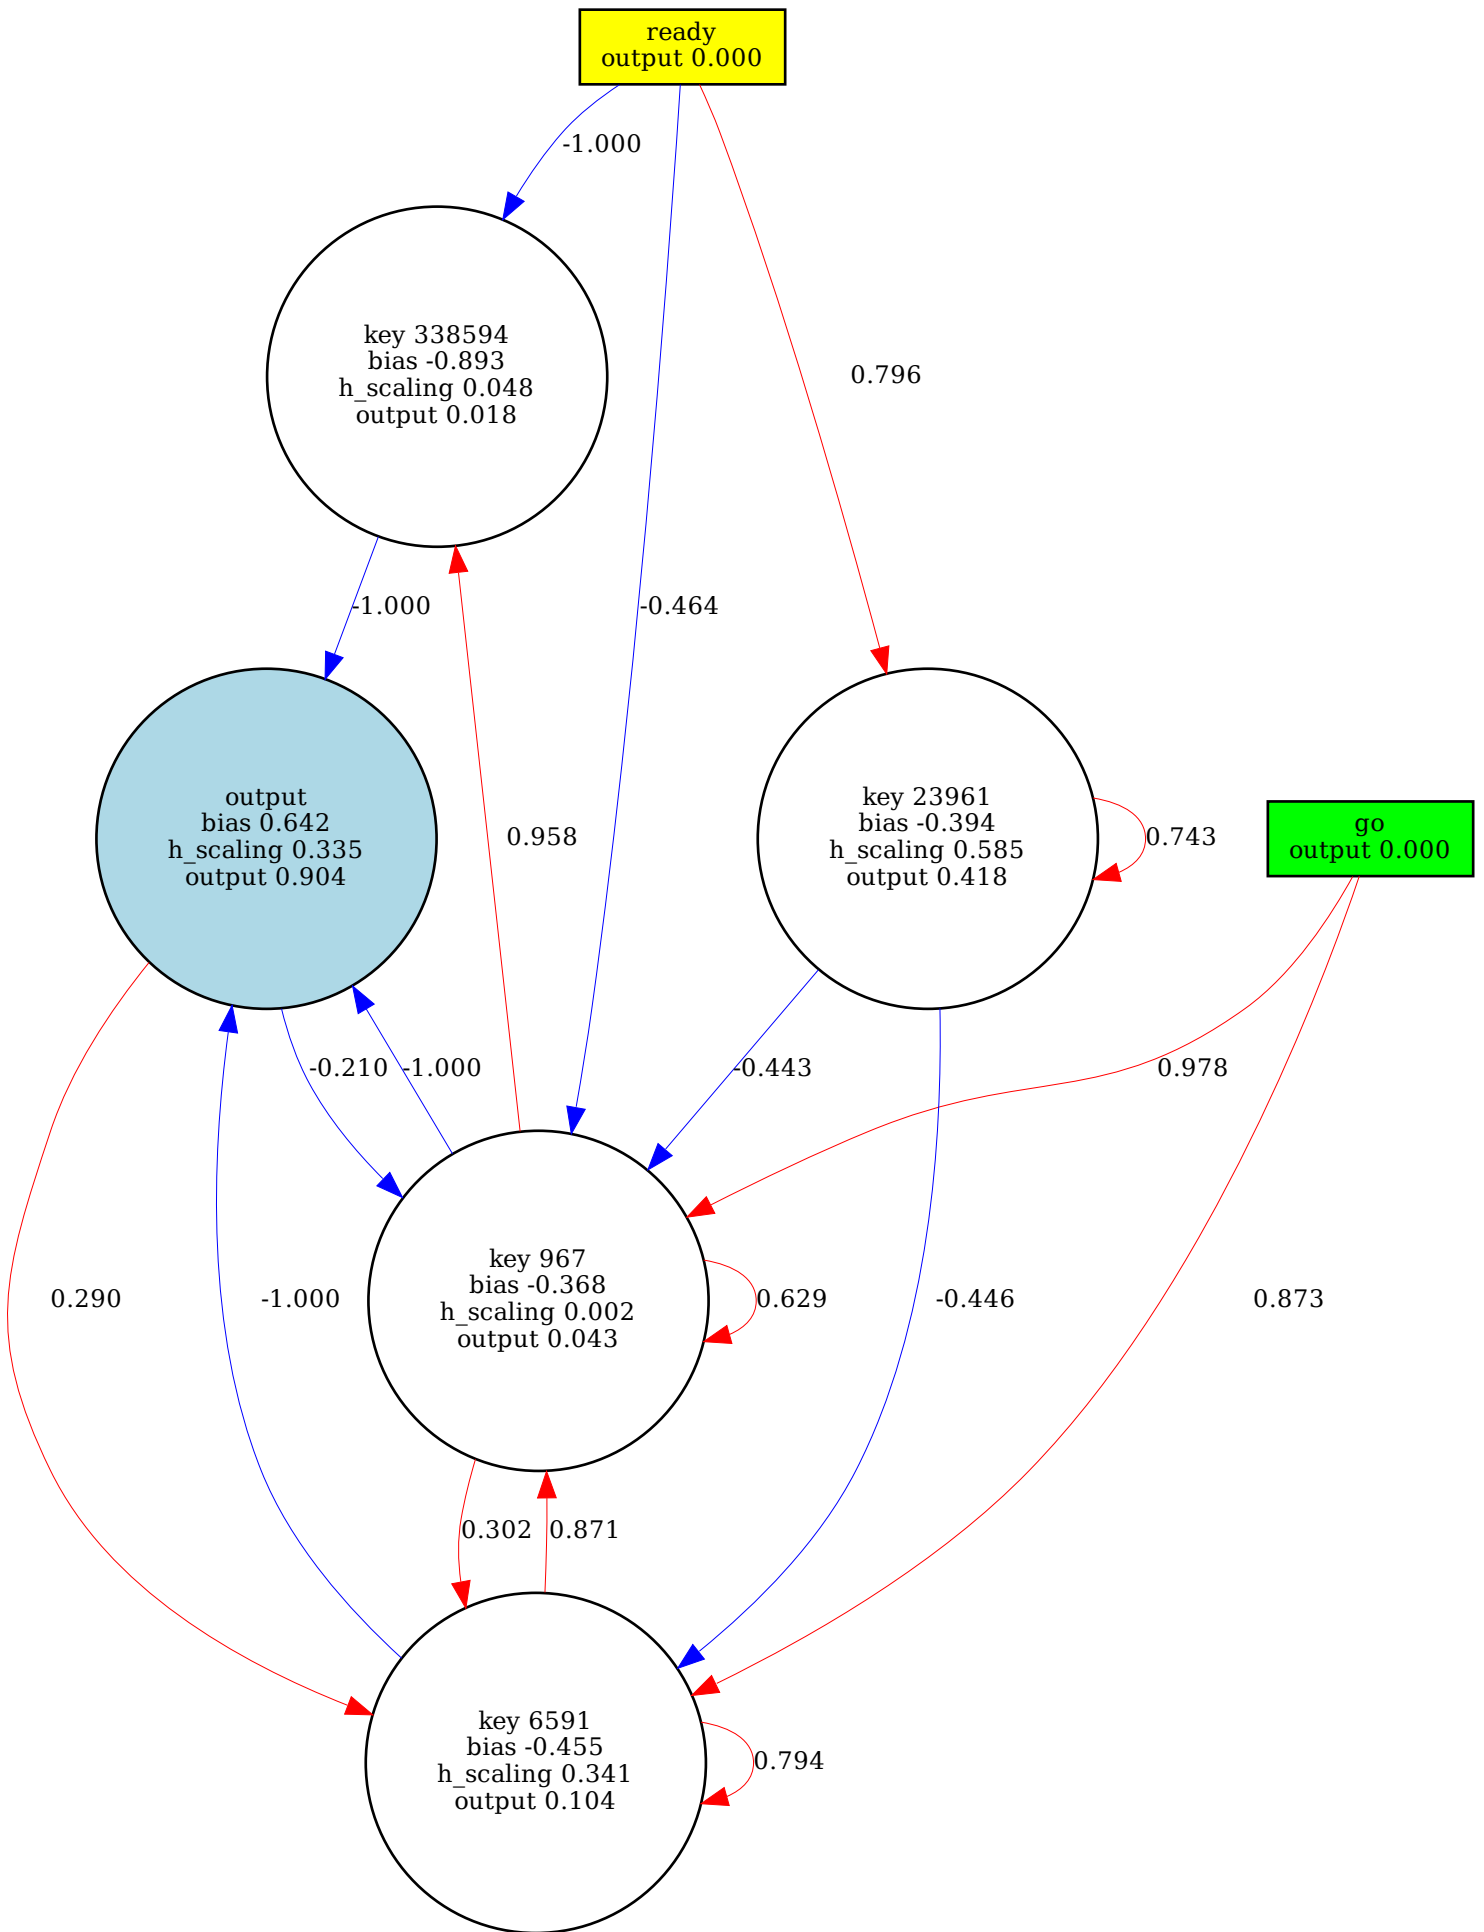 ready
output 0.000
-1.000
key 338594
bias -0.893
h_scaling 0.048
output 0.018
0.796
-1.000
-0.464
output
bias 0.642
h_scaling 0.335
output 0.904
0.958
key 23961
bias -0.394
h_scaling 0.585
output 0.418
0.743
go
output 0.000
-0.210
-1.000
-0.443
0.978
0.290
-1.000
key 967
bias -0.368
h_scaling 0.002
output 0.043
0.629
-0.446
0.873
0.302
0.871
key 6591
bias -0.455
h_scaling 0.341
output 0.104
0.794